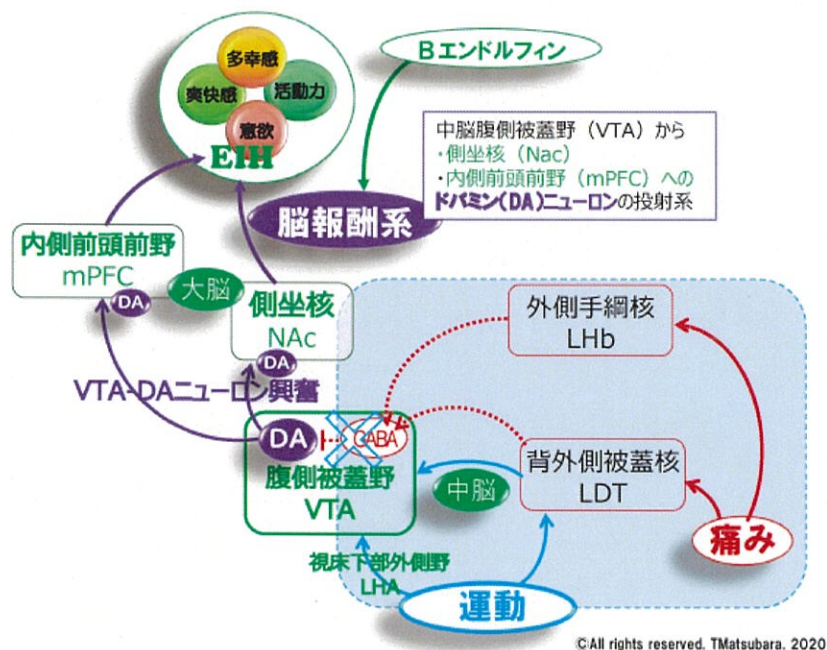 多幸感
爽快感
活動力
意欲
EIH
Bエンドルフィン
中脳腹側被蓋野（VTA）から
・側坐核（Nac）
・内側前頭前野（mPFC）への
ドパミン(DA)ニューロンの投射系
脳報酬系
内側前頭前野
mPFC
DA
大脳
側坐核
NAc
DA
外側手綱核
LHb
VTA-DAニューロン興奮
DA
GABA
腹側被蓋野
VTA
中脳
背外側被蓋核
LDT
痛み
視床下部外側野
LHA
運動
©All rights reserved. TMatsubara. 2020